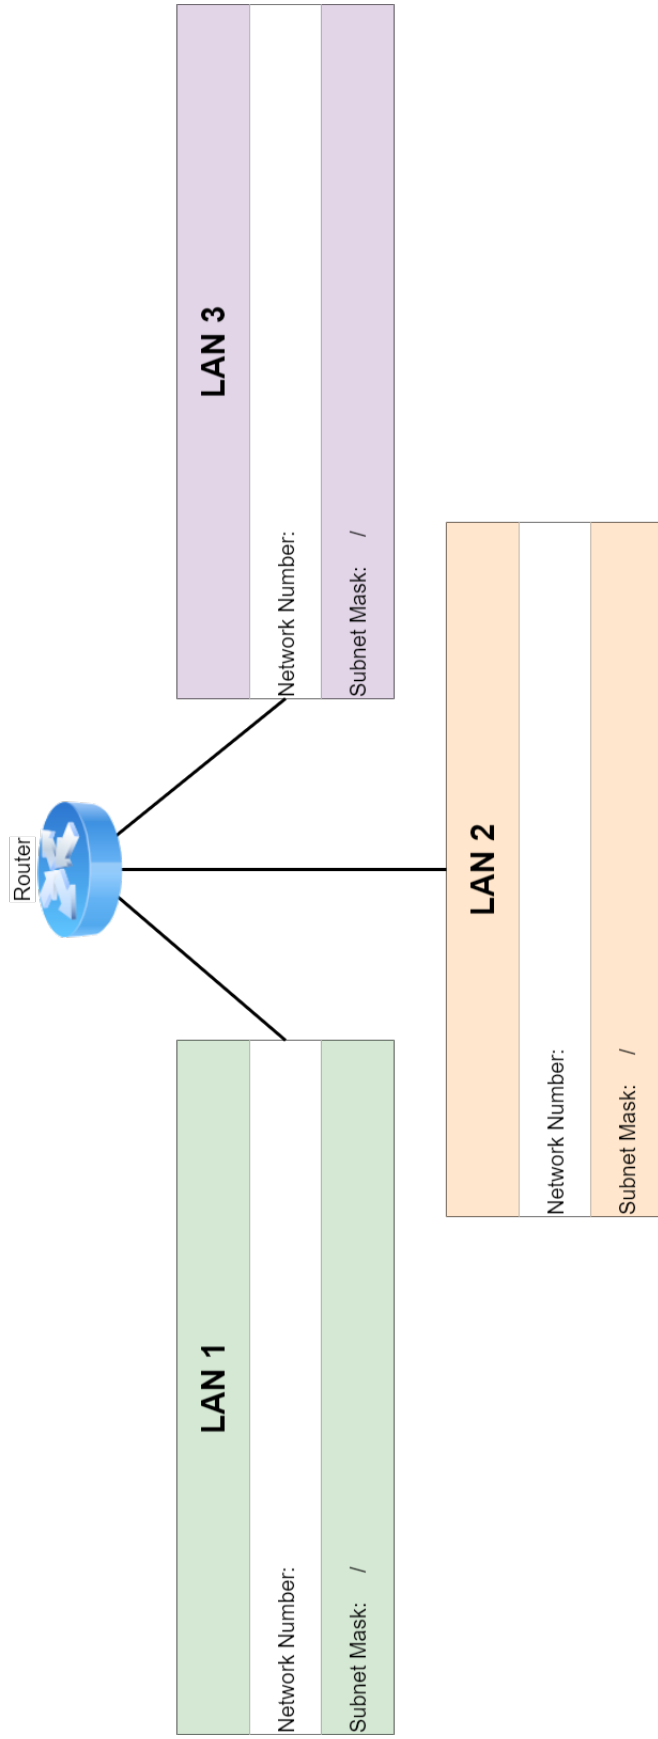 Router
LAN 1
Network Number:
Subnet Mask: /
LAN 2
Network Number:
Subnet Mask: /
LAN 3
Network Number:
Subnet Mask: /